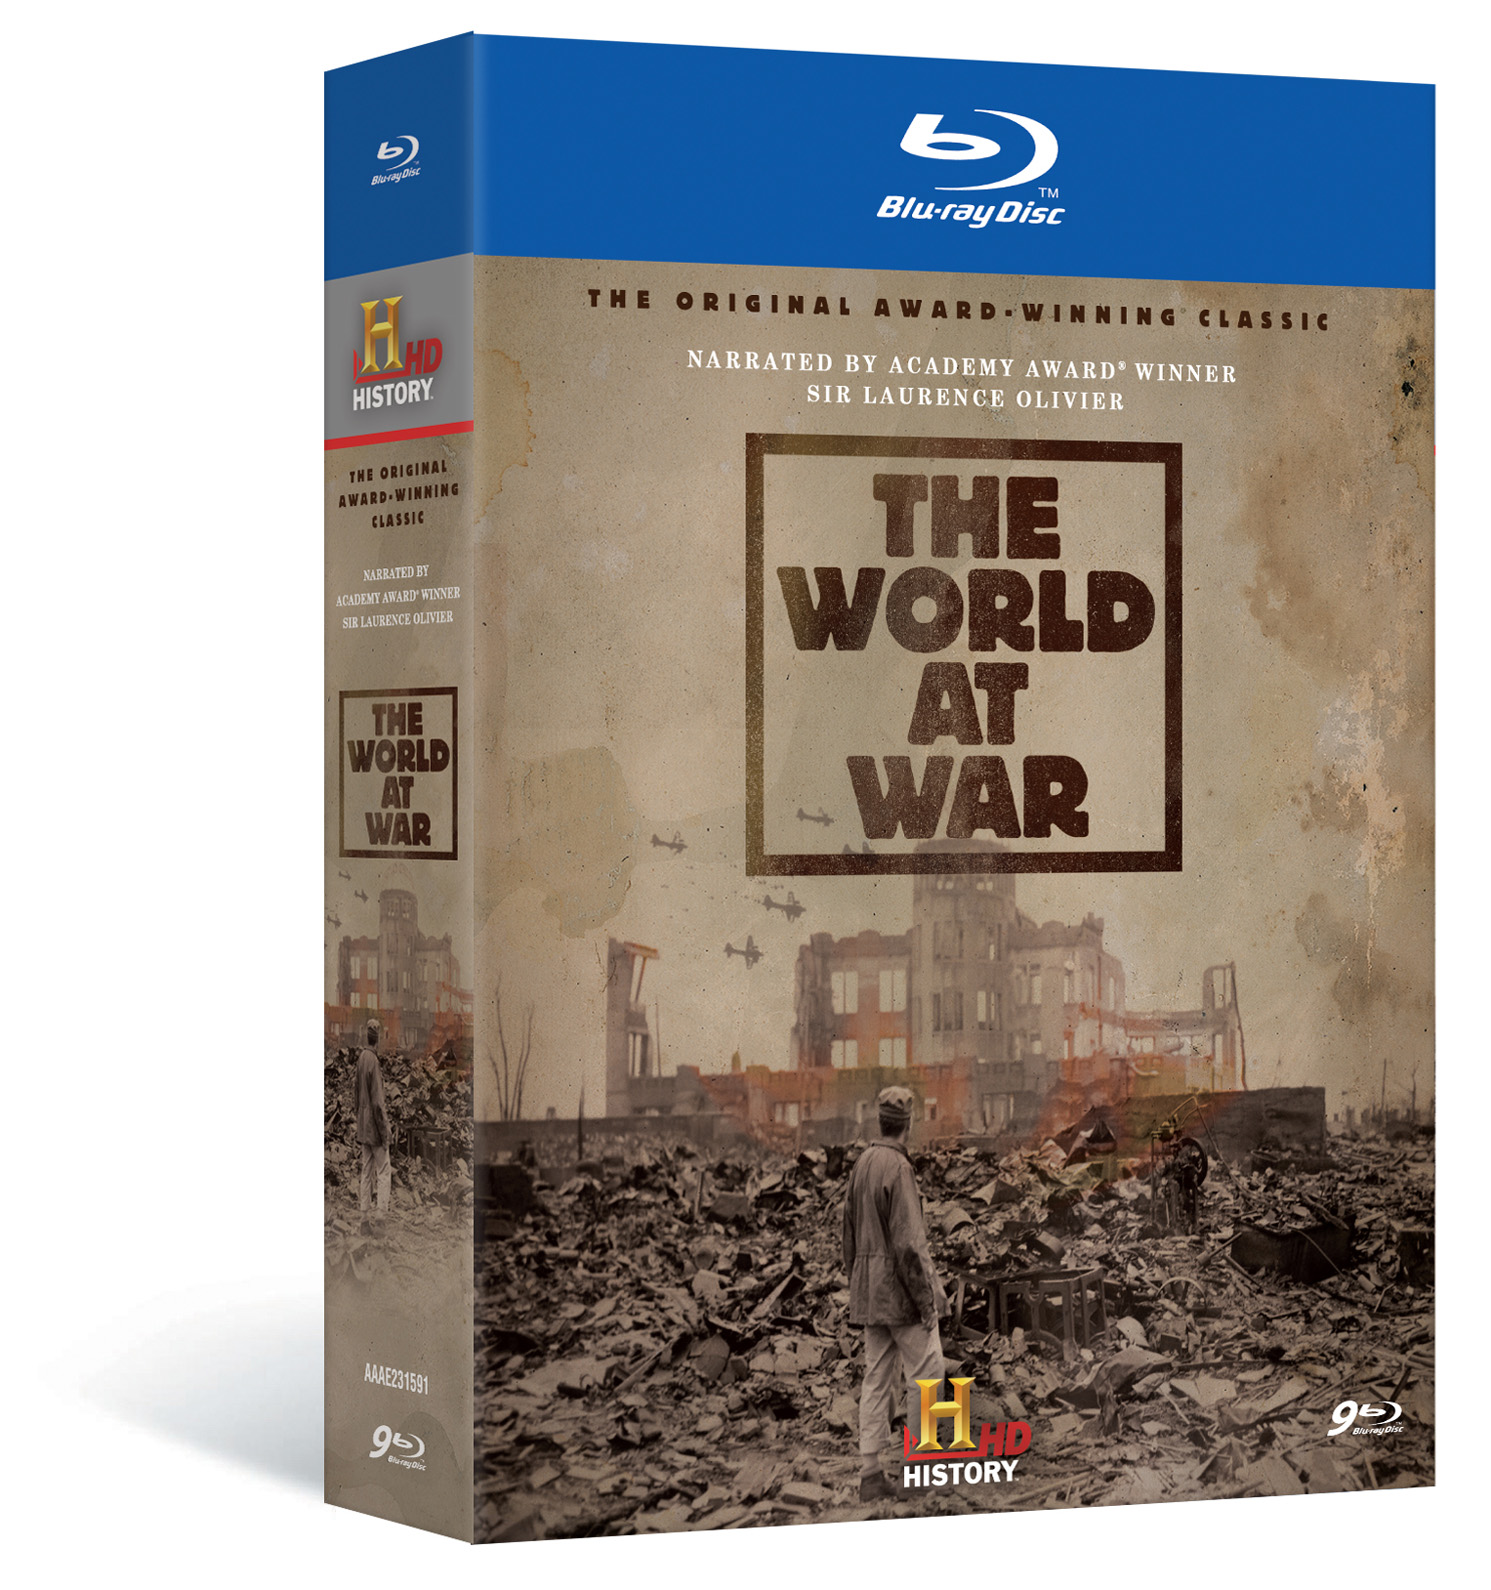 Blu-ray Disc
HD
HISTORY
THE ORIGINAL
AWARD-WINNING
CLASSIC
NARRATED BY
ACADEMY AWARD® WINNER
SIR LAURENCE OLIVIER
THE
WORLD
AT
WAR
AAAE231591
9
Blu-ray Disc
TM
Blu-ray Disc
THE ORIGINAL AWARD-WINNING CLASSIC
NARRATED BY ACADEMY AWARD® WINNER
SIR LAURENCE OLIVIER
THE
WORLD
AT
WAR
H HD
HISTORY
9
Blu-ray Disc